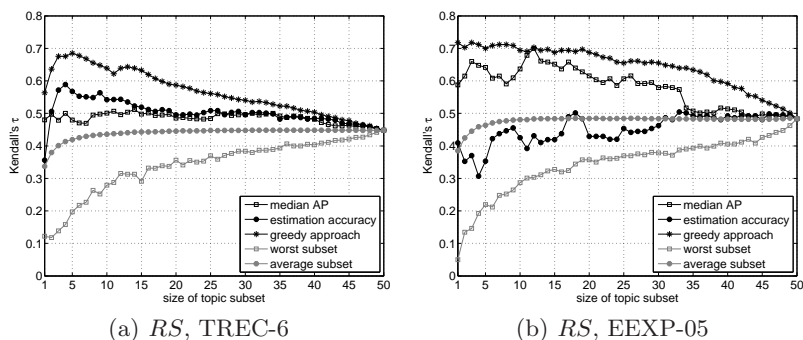 0.8
0.7
0.6
0.5
0.4
0.3
0.2
0.1
0
Kendall's τ
median AP
estimation accuracy
greedy approach
worst subset
average subset
1 5 10 15 20 25 30 35 40 45 50
size of topic subset
(a) RS, TREC-6
0.8
0.7
0.6
0.5
0.4
0.3
0.2
0.1
0
Kendall's τ
median AP
estimation accuracy
greedy approach
worst subset
average subset
1 5 10 15 20 25 30 35 40 45 50
size of topic subset
(b) RS, EEXP-05